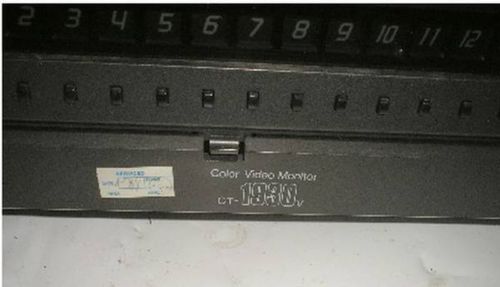 2 3 4 5 6 7 8 9 10 11 12
Color Video Monitor
CT-1930V